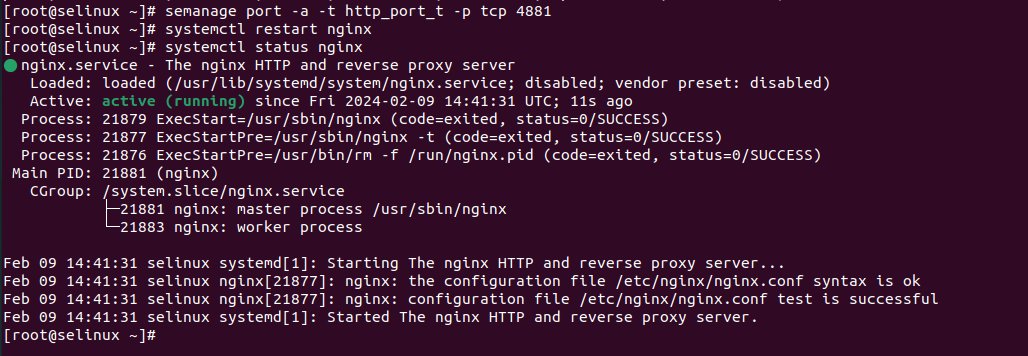 [root@selinux ~]# semanage port -a -t http_port_t -p tcp 4881
[root@selinux ~]# systemctl restart nginx
[root@selinux ~]# systemctl status nginx
● nginx.service - The nginx HTTP and reverse proxy server
   Loaded: loaded (/usr/lib/systemd/system/nginx.service; disabled; vendor preset: disabled)
   Active: active (running) since Fri 2024-02-09 14:41:31 UTC; 11s ago
  Process: 21879 ExecStart=/usr/sbin/nginx (code=exited, status=0/SUCCESS)
  Process: 21877 ExecStartPre=/usr/sbin/nginx -t (code=exited, status=0/SUCCESS)
  Process: 21876 ExecStartPre=/usr/bin/rm -f /run/nginx.pid (code=exited, status=0/SUCCESS)
 Main PID: 21881 (nginx)
   CGroup: /system.slice/nginx.service
           ├─21881 nginx: master process /usr/sbin/nginx
           └─21883 nginx: worker process
Feb 09 14:41:31 selinux systemd[1]: Starting The nginx HTTP and reverse proxy server...
Feb 09 14:41:31 selinux nginx[21877]: nginx: the configuration file /etc/nginx/nginx.conf syntax is ok
Feb 09 14:41:31 selinux nginx[21877]: nginx: configuration file /etc/nginx/nginx.conf test is successful
Feb 09 14:41:31 selinux systemd[1]: Started The nginx HTTP and reverse proxy server.
[root@selinux ~]#